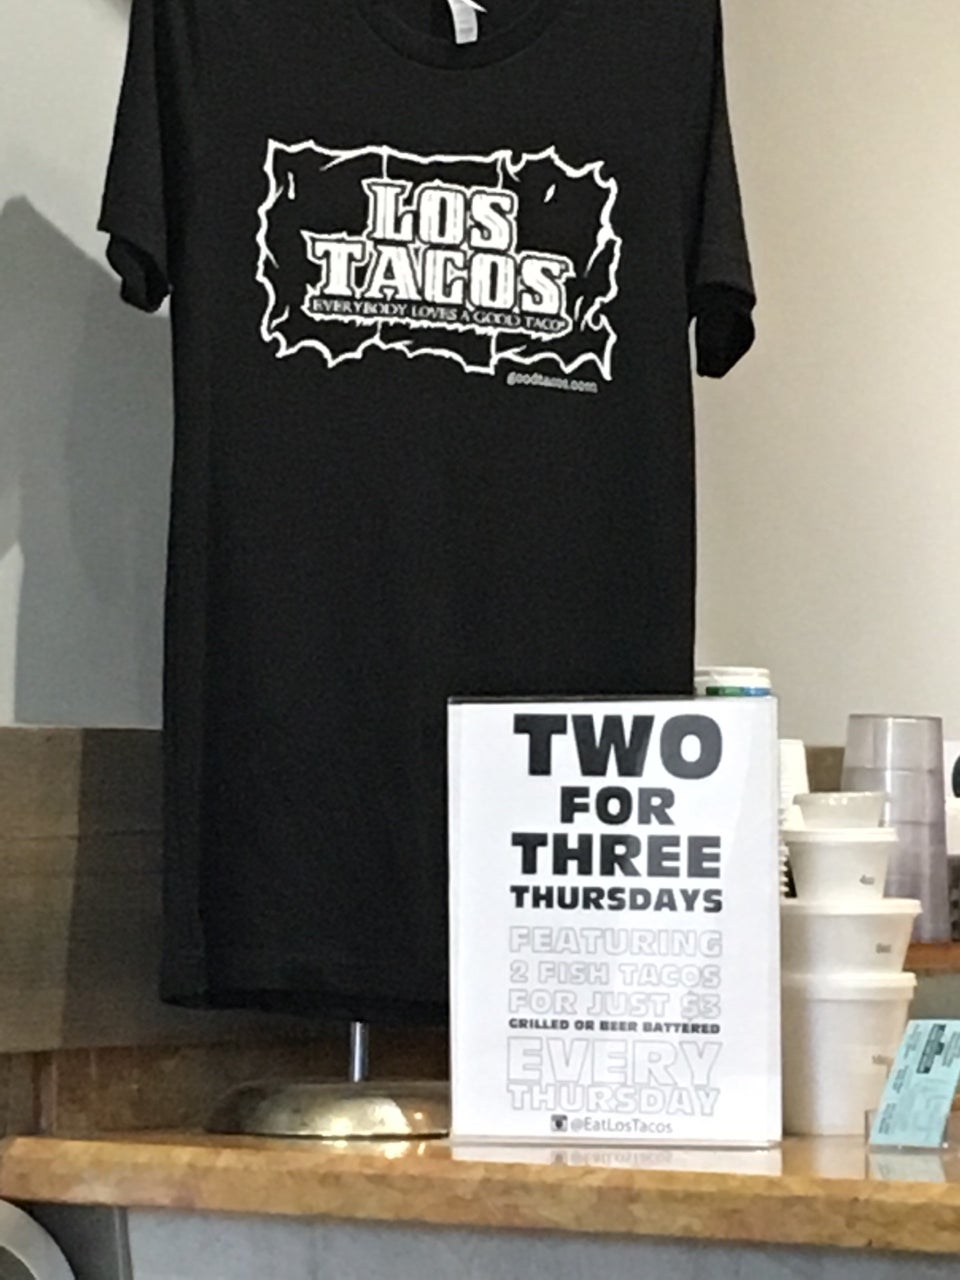 LOS
TACOS
EVERYBODY LOVES A GOOD TACO
goodtacos.com
TWO
FOR
THREE
THURSDAYS
FEATURING
2 FISH TACOS
FOR JUST $3
GRILLED OR BEER BATTERED
EVERY
THURSDAY
@EatLosTacos